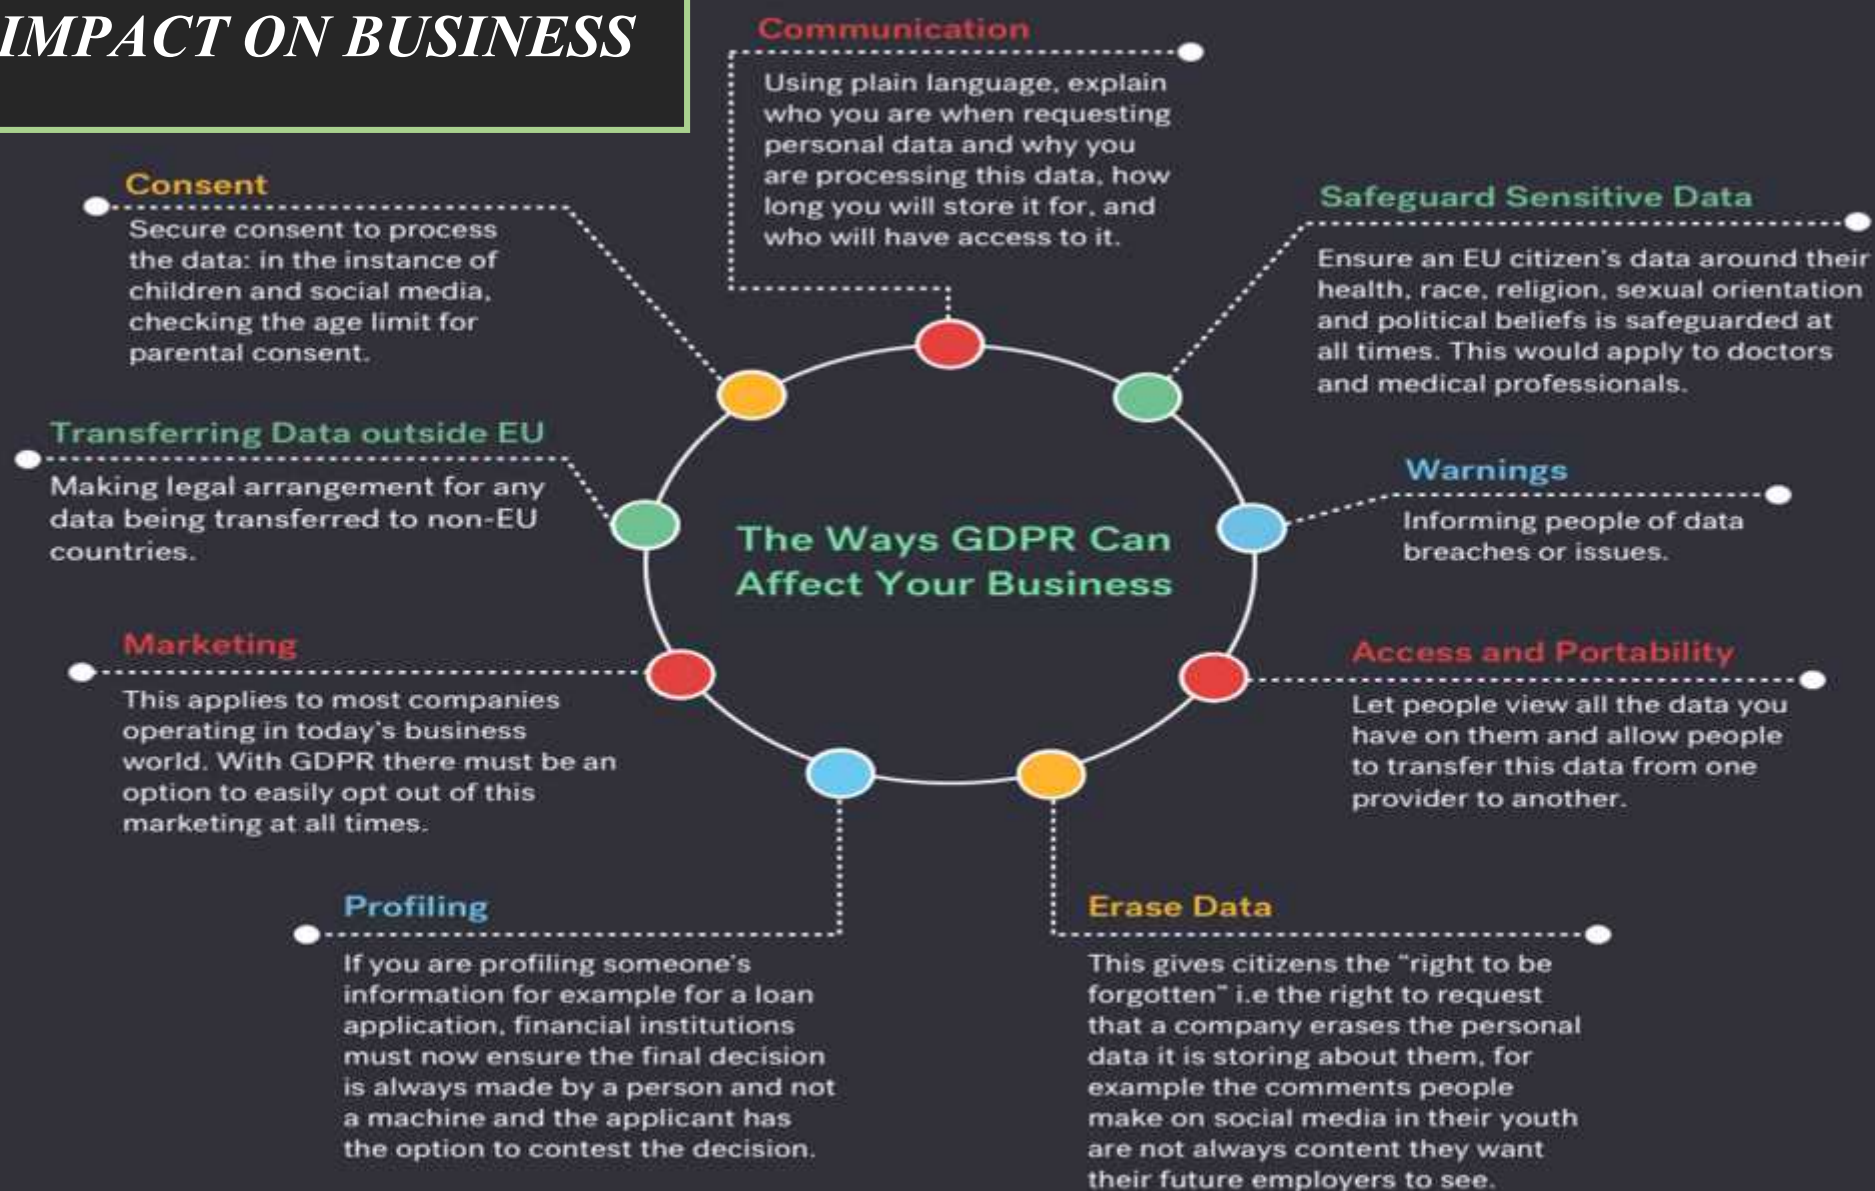 IMPACT ON BUSINESS
Communication
Using plain language, explain
who you are when requesting
personal data and why you
are processing this data, how
long you will store it for, and
who will have access to it.
Consent
Secure consent to process
the data: in the instance of
children and social media,
checking the age limit for
parental consent.
Safeguard Sensitive Data
Ensure an EU citizen's data around their
health, race, religion, sexual orientation
and political beliefs is safeguarded at
all times. This would apply to doctors
and medical professionals.
Transferring Data outside EU
Making legal arrangement for any
data being transferred to non-EU
countries.
Warnings
Informing people of data
breaches or issues.
The Ways GDPR Can
Affect Your Business
Marketing
This applies to most companies
operating in today's business
world. With GDPR there must be an
option to easily opt out of this
marketing at all times.
Access and Portability
Let people view all the data you
have on them and allow people
to transfer this data from one
provider to another.
Profiling
If you are profiling someone's
information for example for a loan
application, financial institutions
must now ensure the final decision
is always made by a person and not
a machine and the applicant has
the option to contest the decision.
Erase Data
This gives citizens the "right to be
forgotten" i.e the right to request
that a company erases the personal
data it is storing about them, for
example the comments people
make on social media in their youth
are not always content they want
their future employers to see.